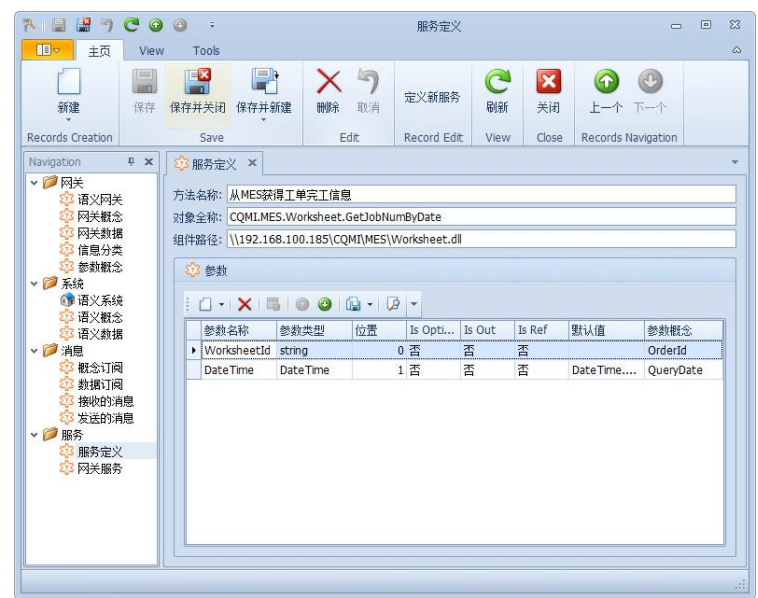 服务定义
主页 View Tools
新建 保存 保存并关闭 保存并新建 删除 取消 定义新服务 刷新 关闭 上一个 下一个
Records Creation Save Edit Record Edit View Close Records Navigation
Navigation
网关
语义网关
网关概念
网关数据
信息分类
参数概念
系统
语义系统
语义概念
语义数据
消息
概念订阅
数据订阅
接收的消息
发送的消息
服务
服务定义
网关服务
服务定义
方法名称: 从MES获得工单完工信息
对象全称: CQMI.MES.Worksheet.GetJobNumByDate
组件路径: \\192.168.100.185\CQMI\MES\Worksheet.dll
参数
参数名称 参数类型 位置 Is Opti... Is Out Is Ref 默认值 参数概念
WorksheetId string 0 否 否 否 OrderId
DateTime DateTime 1 否 否 否 DateTime.... QueryDate